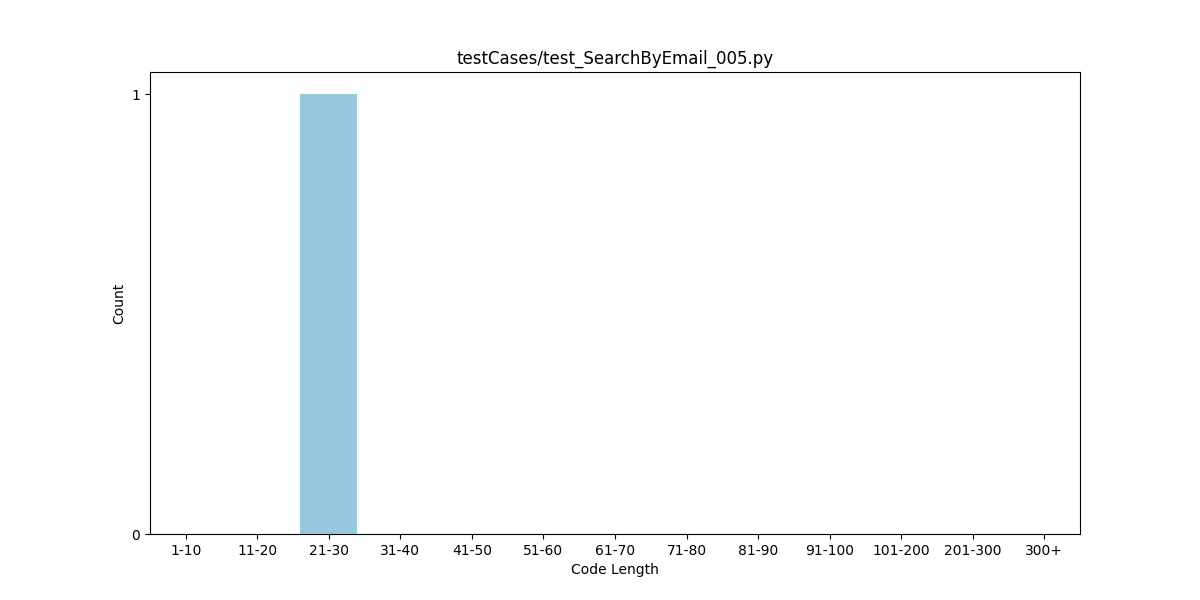 testCases/test_SearchByEmail_005.py
1
Count
0
1-10 11-20 21-30 31-40 41-50 51-60 61-70 71-80 81-90 91-100 101-200 201-300 300+
Code Length